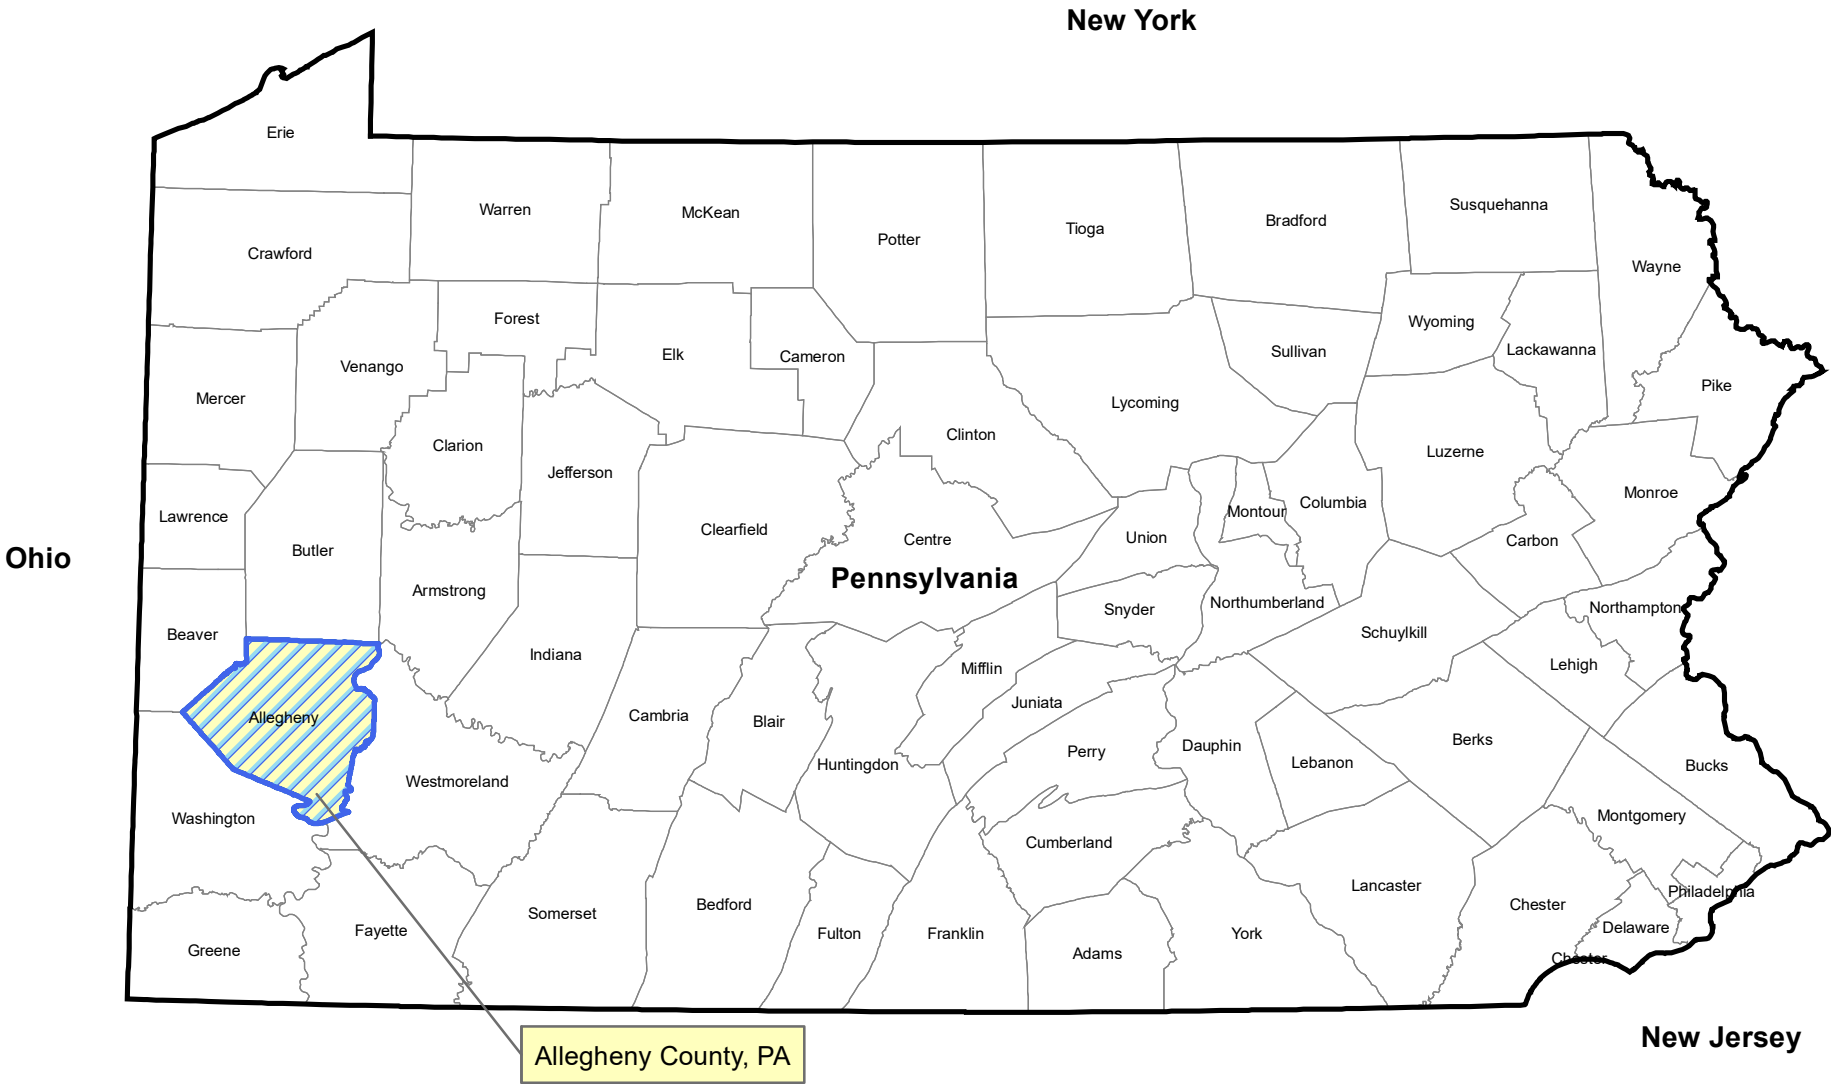 New York
Erie
Warren
McKean
Susquehanna
Bradford
Tioga
Potter
Crawford
Wayne
Forest
Wyoming
Lackawanna
Sullivan
Elk
Cameron
Venango
Pike
Mercer
Lycoming
Clinton
Clarion
Luzerne
Jefferson
Monroe
Columbia
Montour
Lawrence
Clearfield
Union
Centre
Carbon
Butler
Ohio
Pennsylvania
Armstrong
Northumberland
Northampton
Snyder
Beaver
Schuylkill
Indiana
Lehigh
Mifflin
Juniata
Allegheny
Cambria
Blair
Berks
Dauphin
Perry
Lebanon
Huntingdon
Bucks
Westmoreland
Washington
Montgomery
Cumberland
Lancaster
Philadelphia
Bedford
Chester
Somerset
Delaware
Fayette
Fulton
Franklin
York
Greene
Adams
Chester
New Jersey
Allegheny County, PA